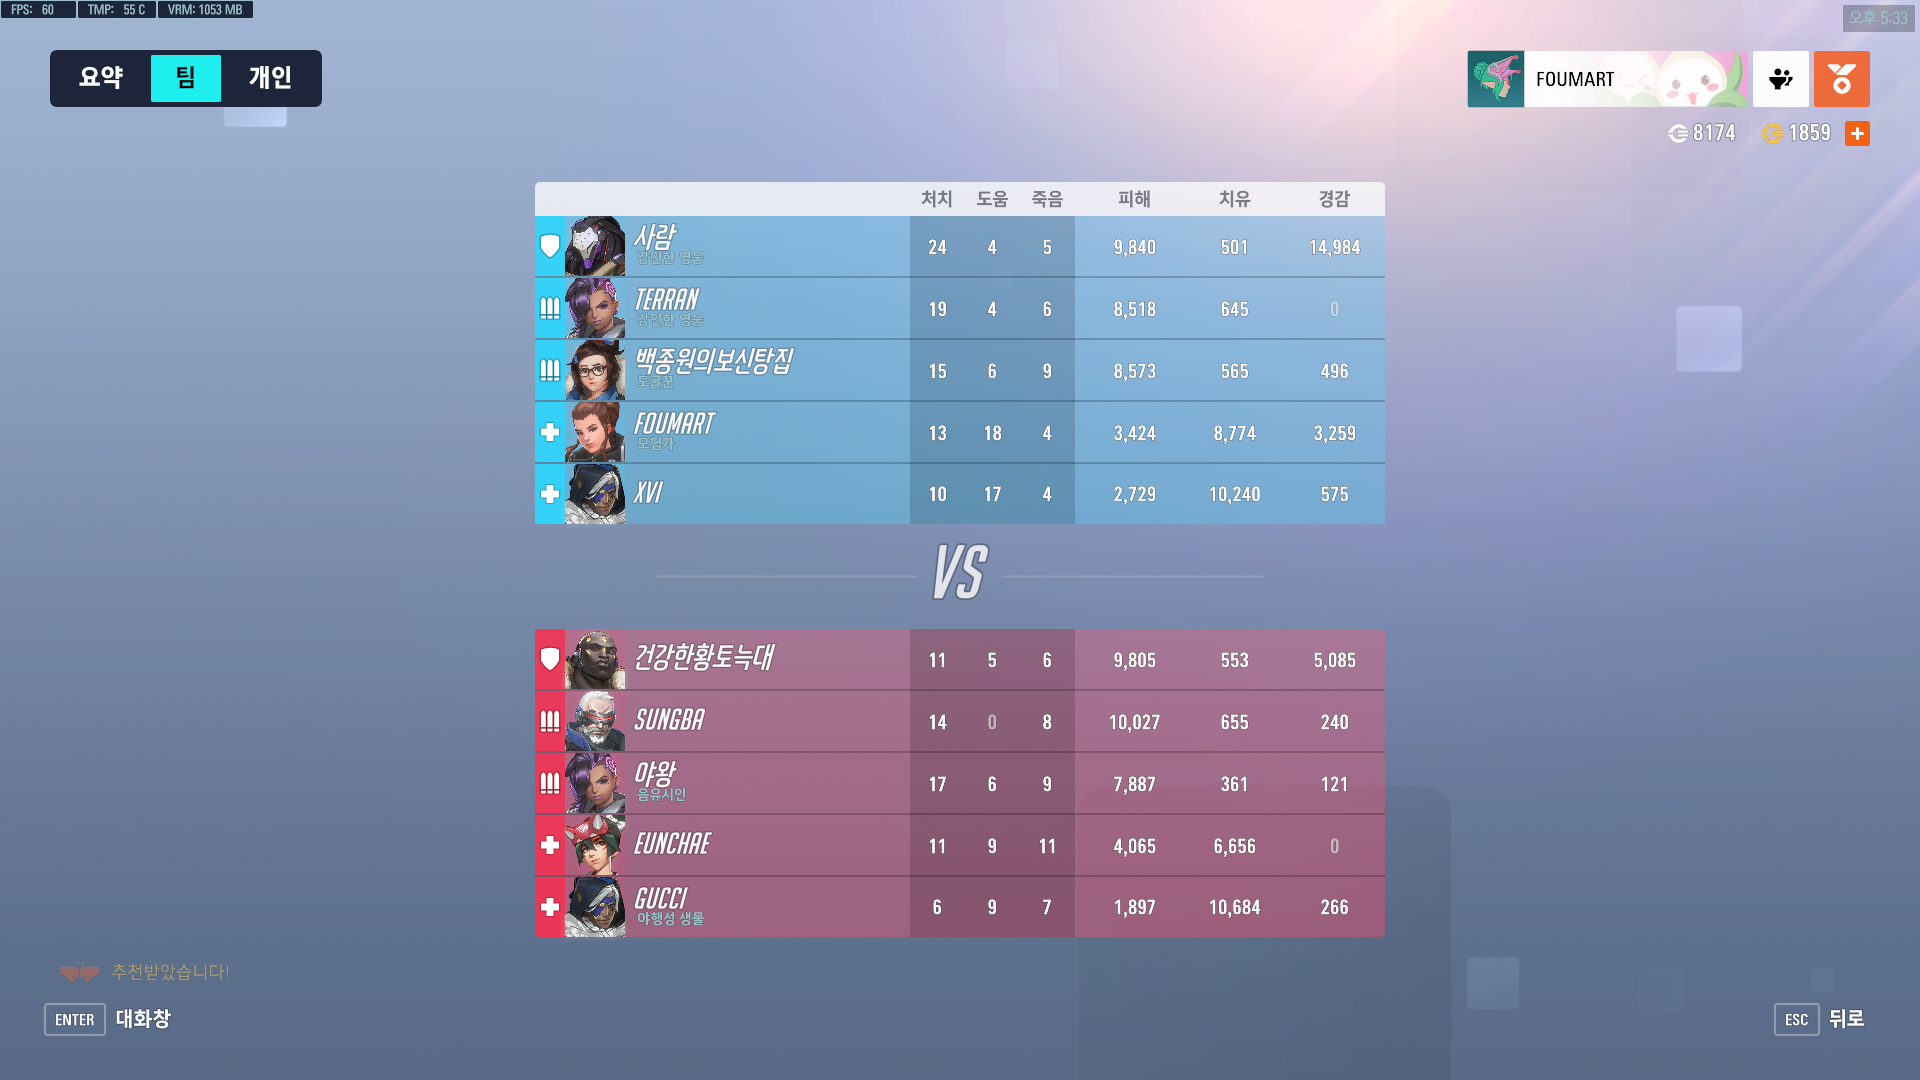 FPS: 60 TMP: 55 C VRM: 1053 MB
오후 5:33
요약 팀 개인
FOUMART
8174 1859
처치 도움 죽음 피해 치유 경감
사람 24 4 5 9,840 501 14,984
강인한 영웅
TERRAN 19 4 6 8,518 645 0
강인한 영웅
백종원의보신탕집 15 6 9 8,573 565 496
도굴꾼
FOUMART 13 18 4 3,424 8,774 3,259
모험가
XVI 10 17 4 2,729 10,240 575
VS
건강한황토늑대 11 5 6 9,805 553 5,085
SUNGBA 14 0 8 10,027 655 240
야왕 17 6 9 7,887 361 121
음유시인
EUNCHAE 11 9 11 4,065 6,656 0
GUCCI 6 9 7 1,897 10,684 266
야행성 생물
추천받았습니다!
ENTER 대화창
ESC 뒤로